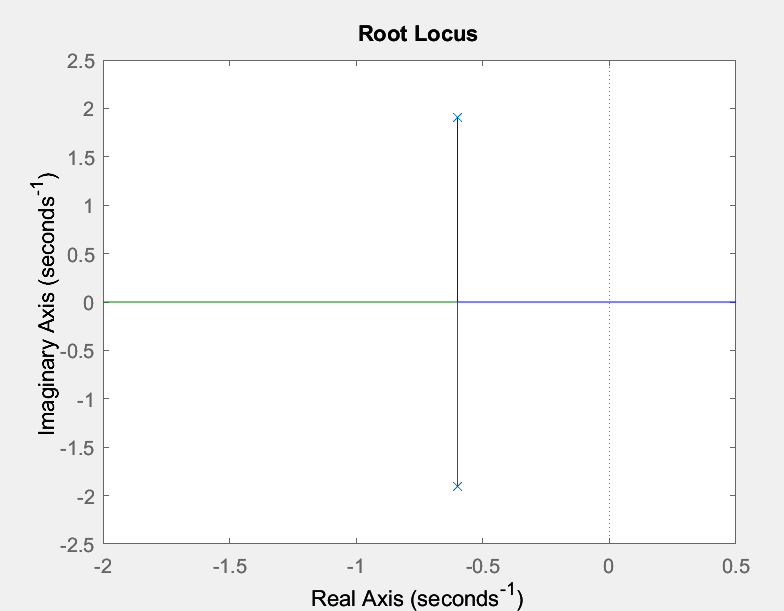 Root Locus
2.5
2
1.5
1
0.5
0
-0.5
-1
-1.5
-2
-2.5
Imaginary Axis (seconds⁻¹)
-2 -1.5 -1 -0.5 0 0.5
Real Axis (seconds⁻¹)